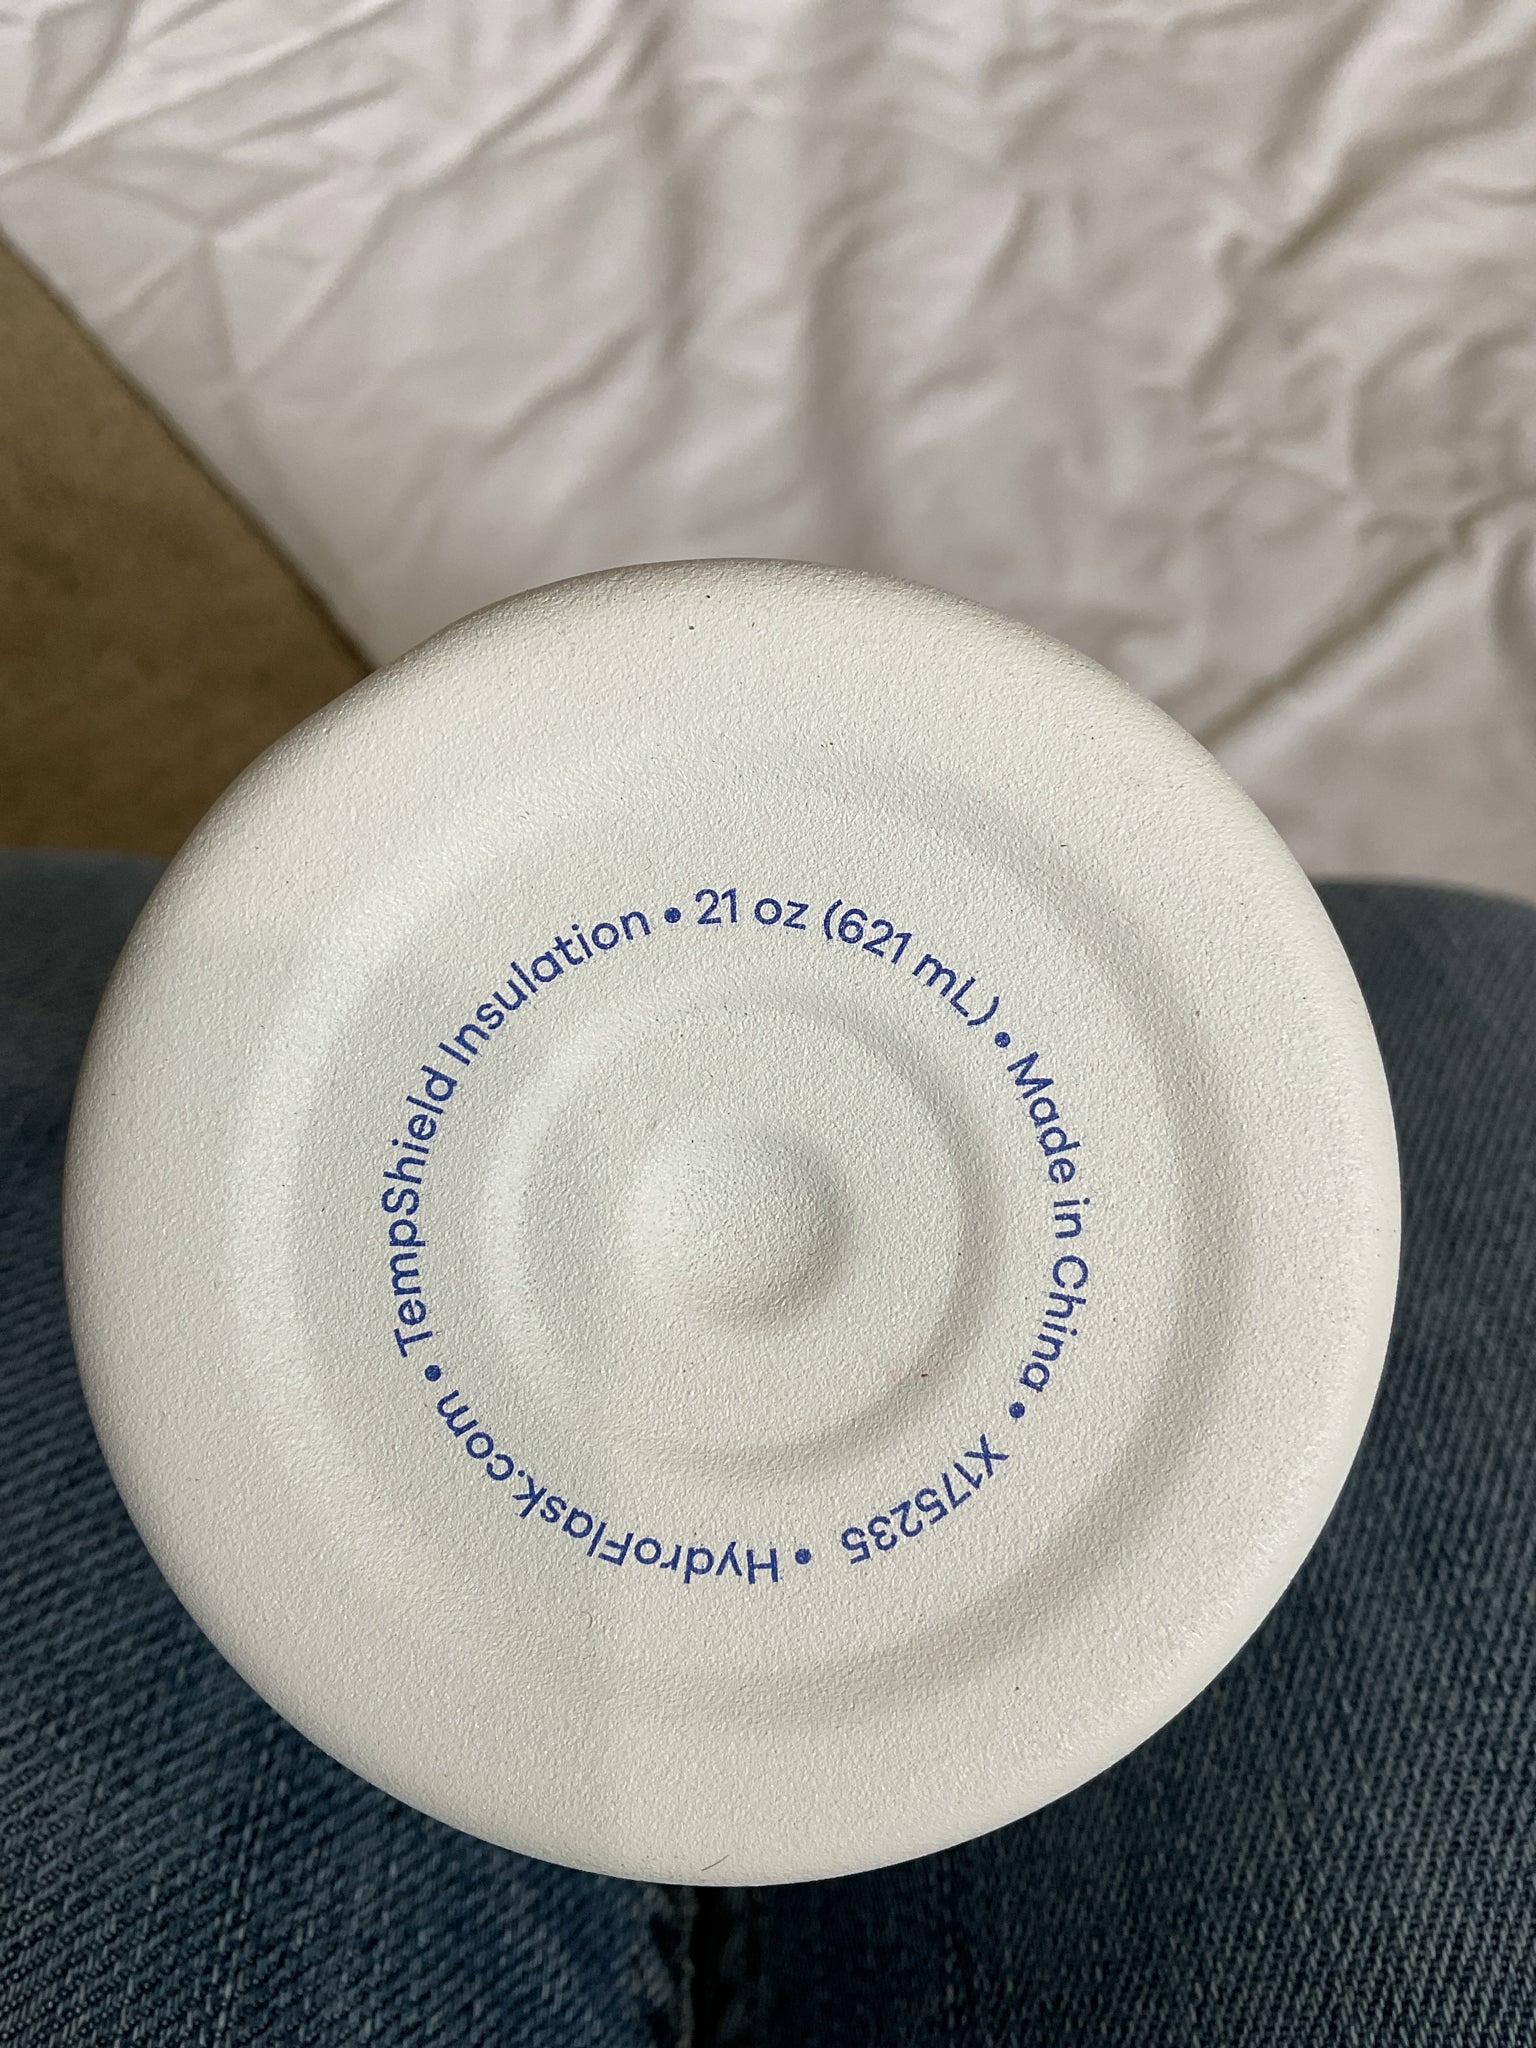 TempShield Insulation • 21 oz (621 mL) • Made in China • X175235 • HydroFlask.com •